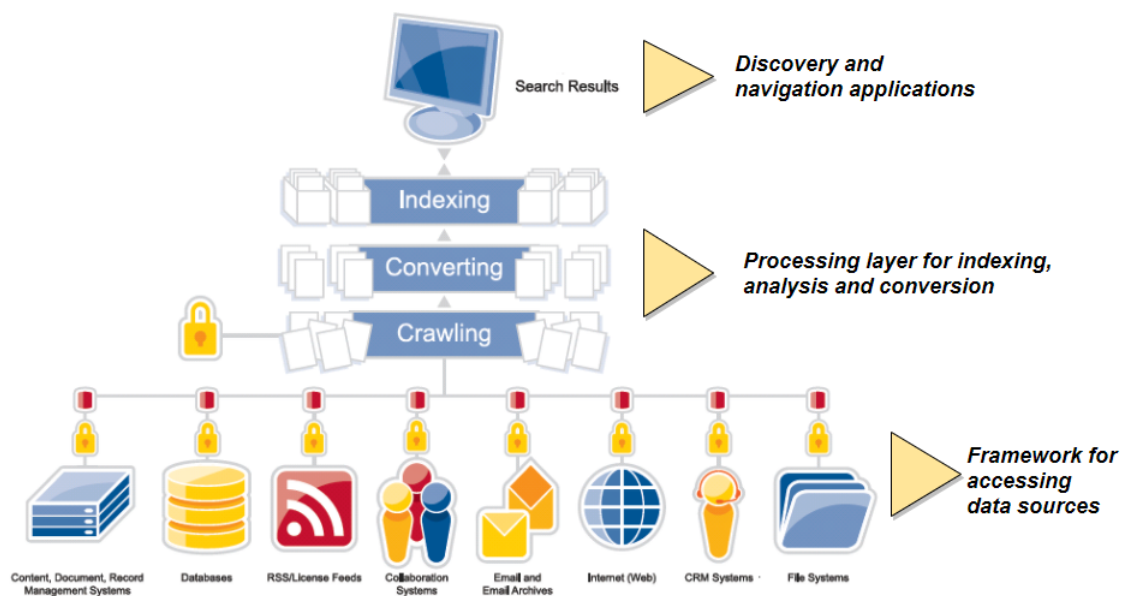 Search Results
Discovery and
navigation applications
Indexing
Converting
Processing layer for indexing,
analysis and conversion
Crawling
Framework for
accessing
data sources
Content, Document, Record
Management Systems
Databases
RSS/License Feeds
Collaboration
Systems
Email and
Email Archives
Internet (Web)
CRM Systems
File Systems